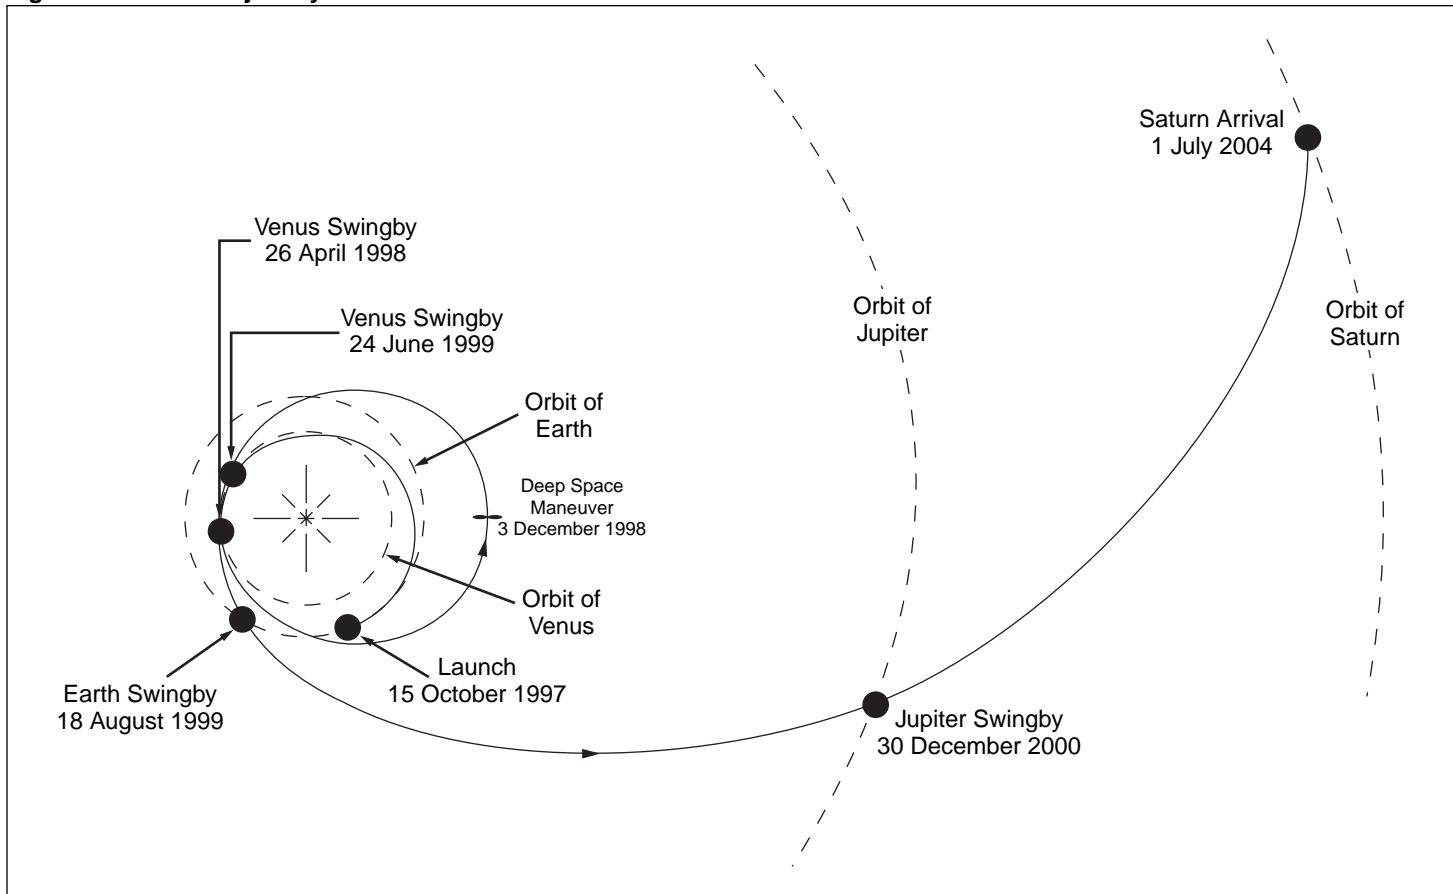 Saturn Arrival
1 July 2004
Venus Swingby
26 April 1998
Venus Swingby
24 June 1999
Orbit of
Jupiter
Orbit of
Saturn
Orbit of
Earth
Deep Space
Maneuver
3 December 1998
Orbit of
Venus
Launch
15 October 1997
Earth Swingby
18 August 1999
Jupiter Swingby
30 December 2000